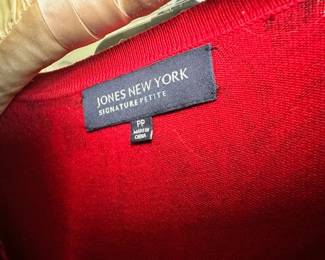 JONES NEW YORK
SIGNATURE PETITE
PP
MADE IN
CHINA